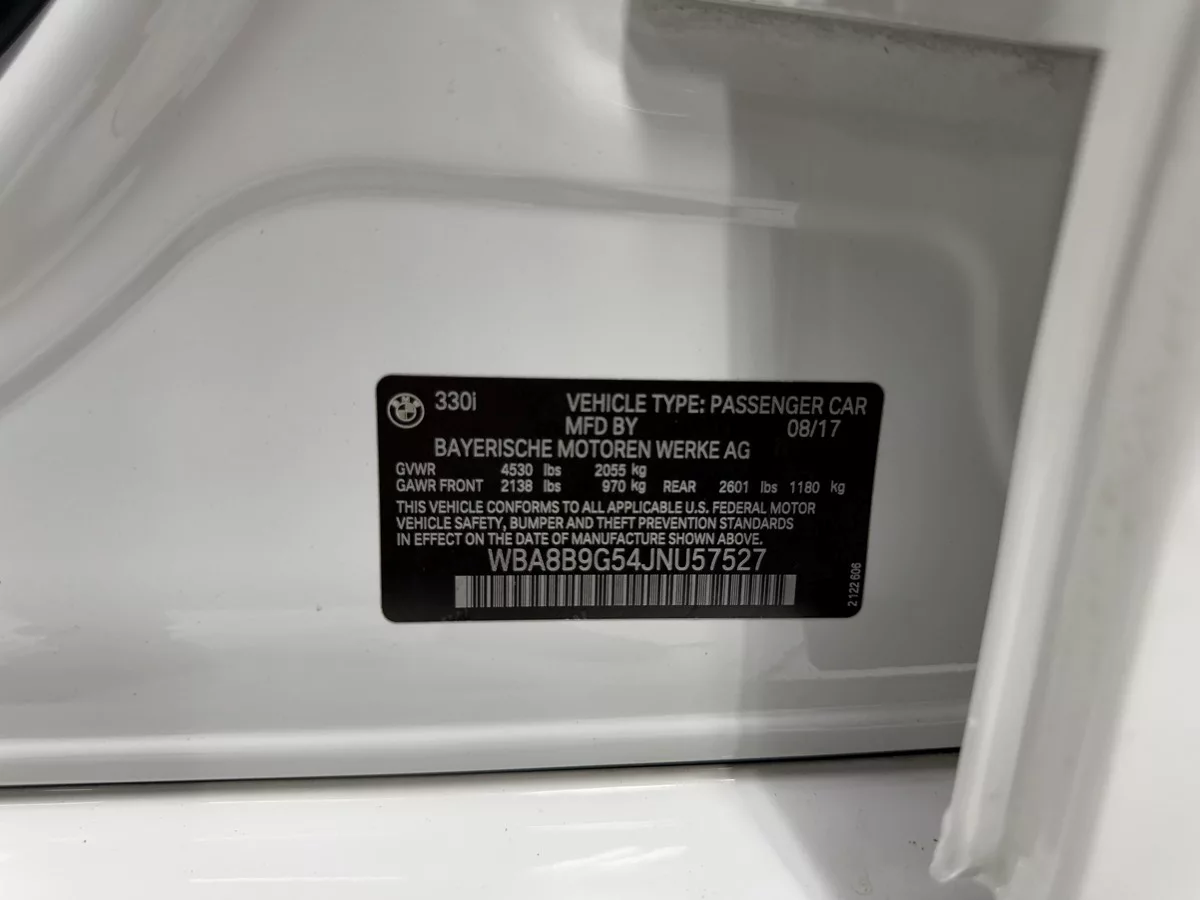 330i VEHICLE TYPE: PASSENGER CAR
MFD BY 08/17
BAYERISCHE MOTOREN WERKE AG
GVWR 4530 lbs 2055 kg
GAWR FRONT 2138 lbs 970 kg REAR 2601 lbs 1180 kg
THIS VEHICLE CONFORMS TO ALL APPLICABLE U.S. FEDERAL MOTOR
VEHICLE SAFETY, BUMPER AND THEFT PREVENTION STANDARDS
IN EFFECT ON THE DATE OF MANUFACTURE SHOWN ABOVE.
WBA8B9G54JNU57527
2 122 606